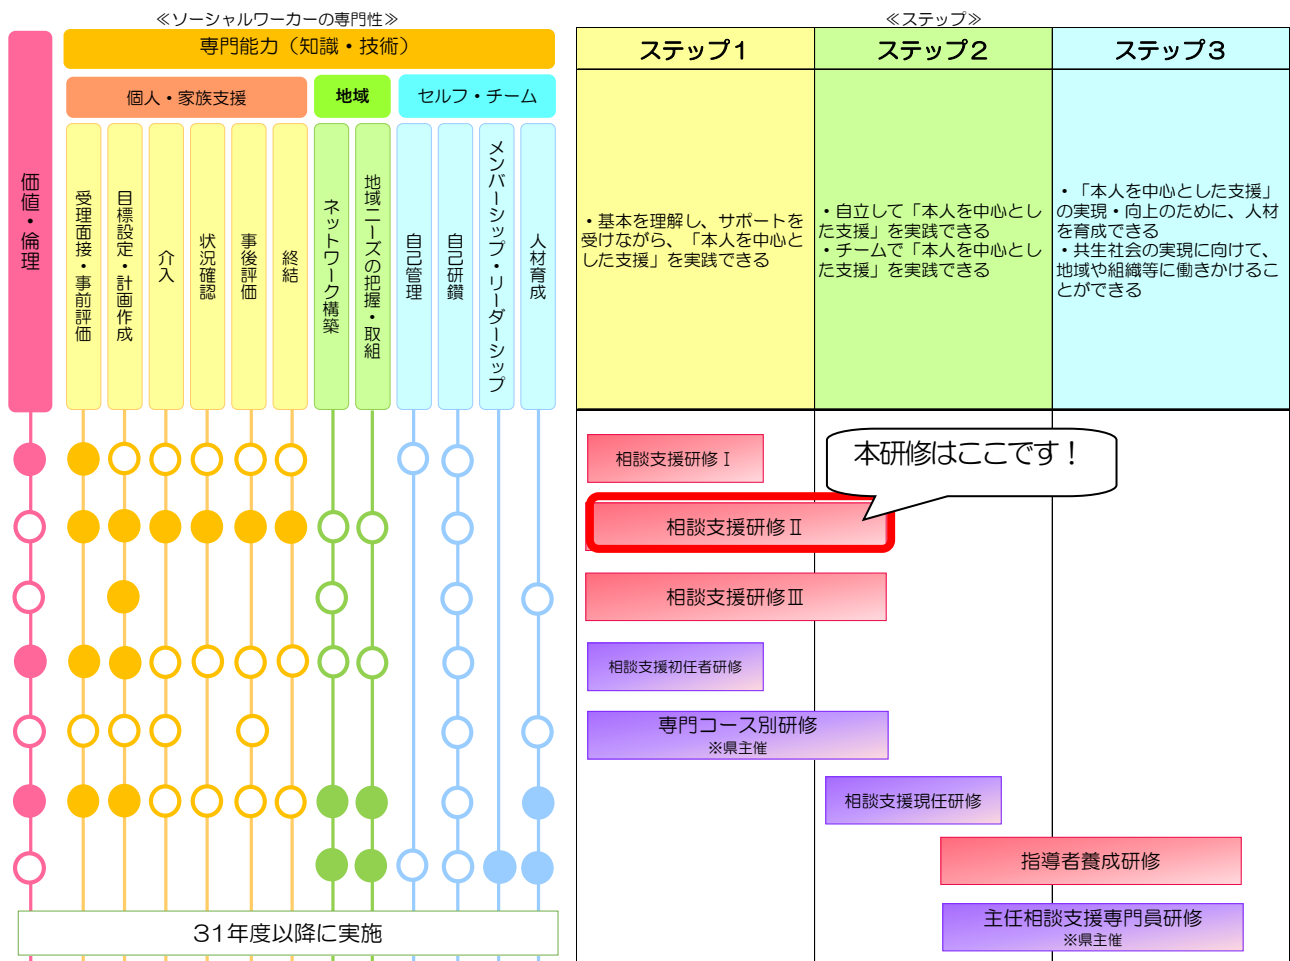 ≪ソーシャルワーカーの専門性≫
≪ステップ≫
価値・倫理
専門能力（知識・技術）
個人・家族支援
地域
セルフ・チーム
受理面接・事前評価
目標設定・計画作成
介入
状況確認
事後評価
終結
ネットワーク構築
地域ニーズの把握・取組
自己管理
自己研鑽
メンバーシップ・リーダーシップ
人材育成
ステップ1
ステップ2
ステップ3
・基本を理解し、サポートを
受けながら、「本人を中心と
した支援」を実践できる
・自立して「本人を中心とし
た支援」を実践できる
・チームで「本人を中心とし
た支援」を実践できる
・「本人を中心とした支援」
の実現・向上のために、人材
を育成できる
・共生社会の実現に向けて、
地域や組織等に働きかけるこ
とができる
相談支援研修Ⅰ
本研修はここです！
相談支援研修Ⅱ
相談支援研修Ⅲ
相談支援初任者研修
専門コース別研修
※県主催
相談支援現任研修
指導者養成研修
主任相談支援専門員研修
※県主催
31年度以降に実施